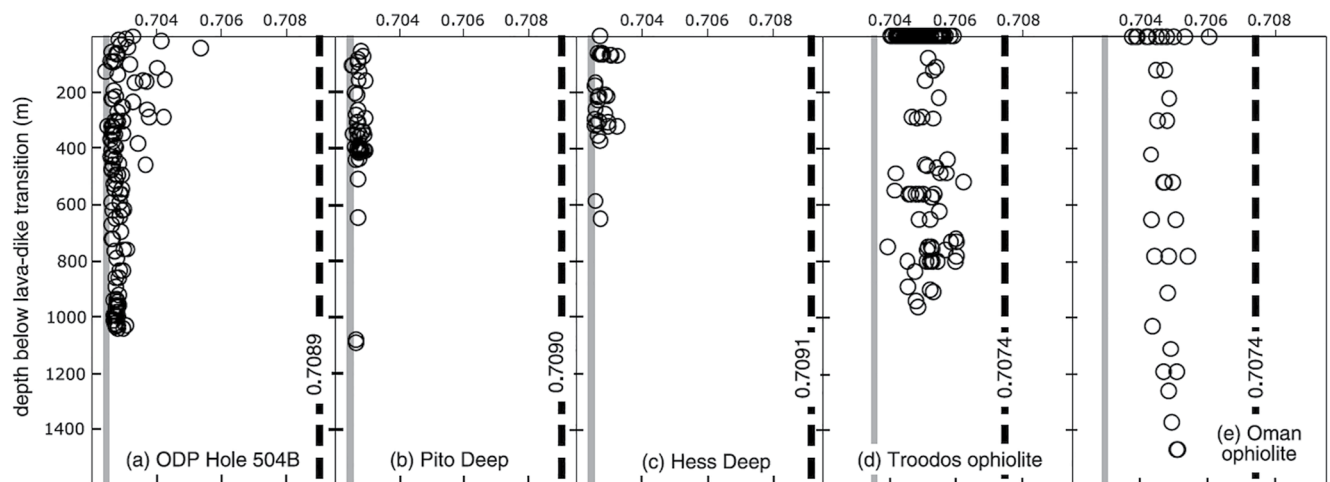 0.704 0.706 0.708 0.704 0.706 0.708 0.704 0.706 0.708 0.704 0.706 0.708 0.704 0.706 0.708
depth below lava-dike transition (m)
200
400
600
800
1000
1200
1400
0.7089
0.7090
0.7091
0.7074
0.7074
(a) ODP Hole 504B
(b) Pito Deep
(c) Hess Deep
(d) Troodos ophiolite
(e) Oman
ophiolite